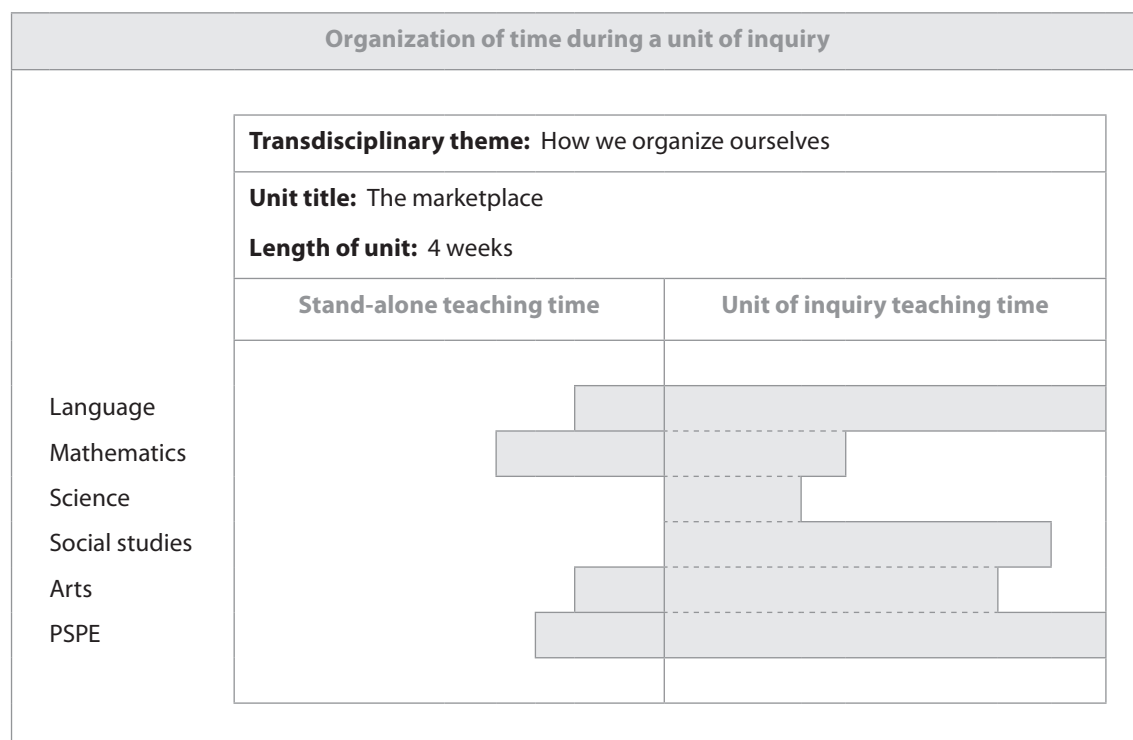 Organization of time during a unit of inquiry
Transdisciplinary theme: How we organize ourselves
Unit title: The marketplace
Length of unit: 4 weeks
Stand-alone teaching time
Unit of inquiry teaching time
Language
Mathematics
Science
Social studies
Arts
PSPE